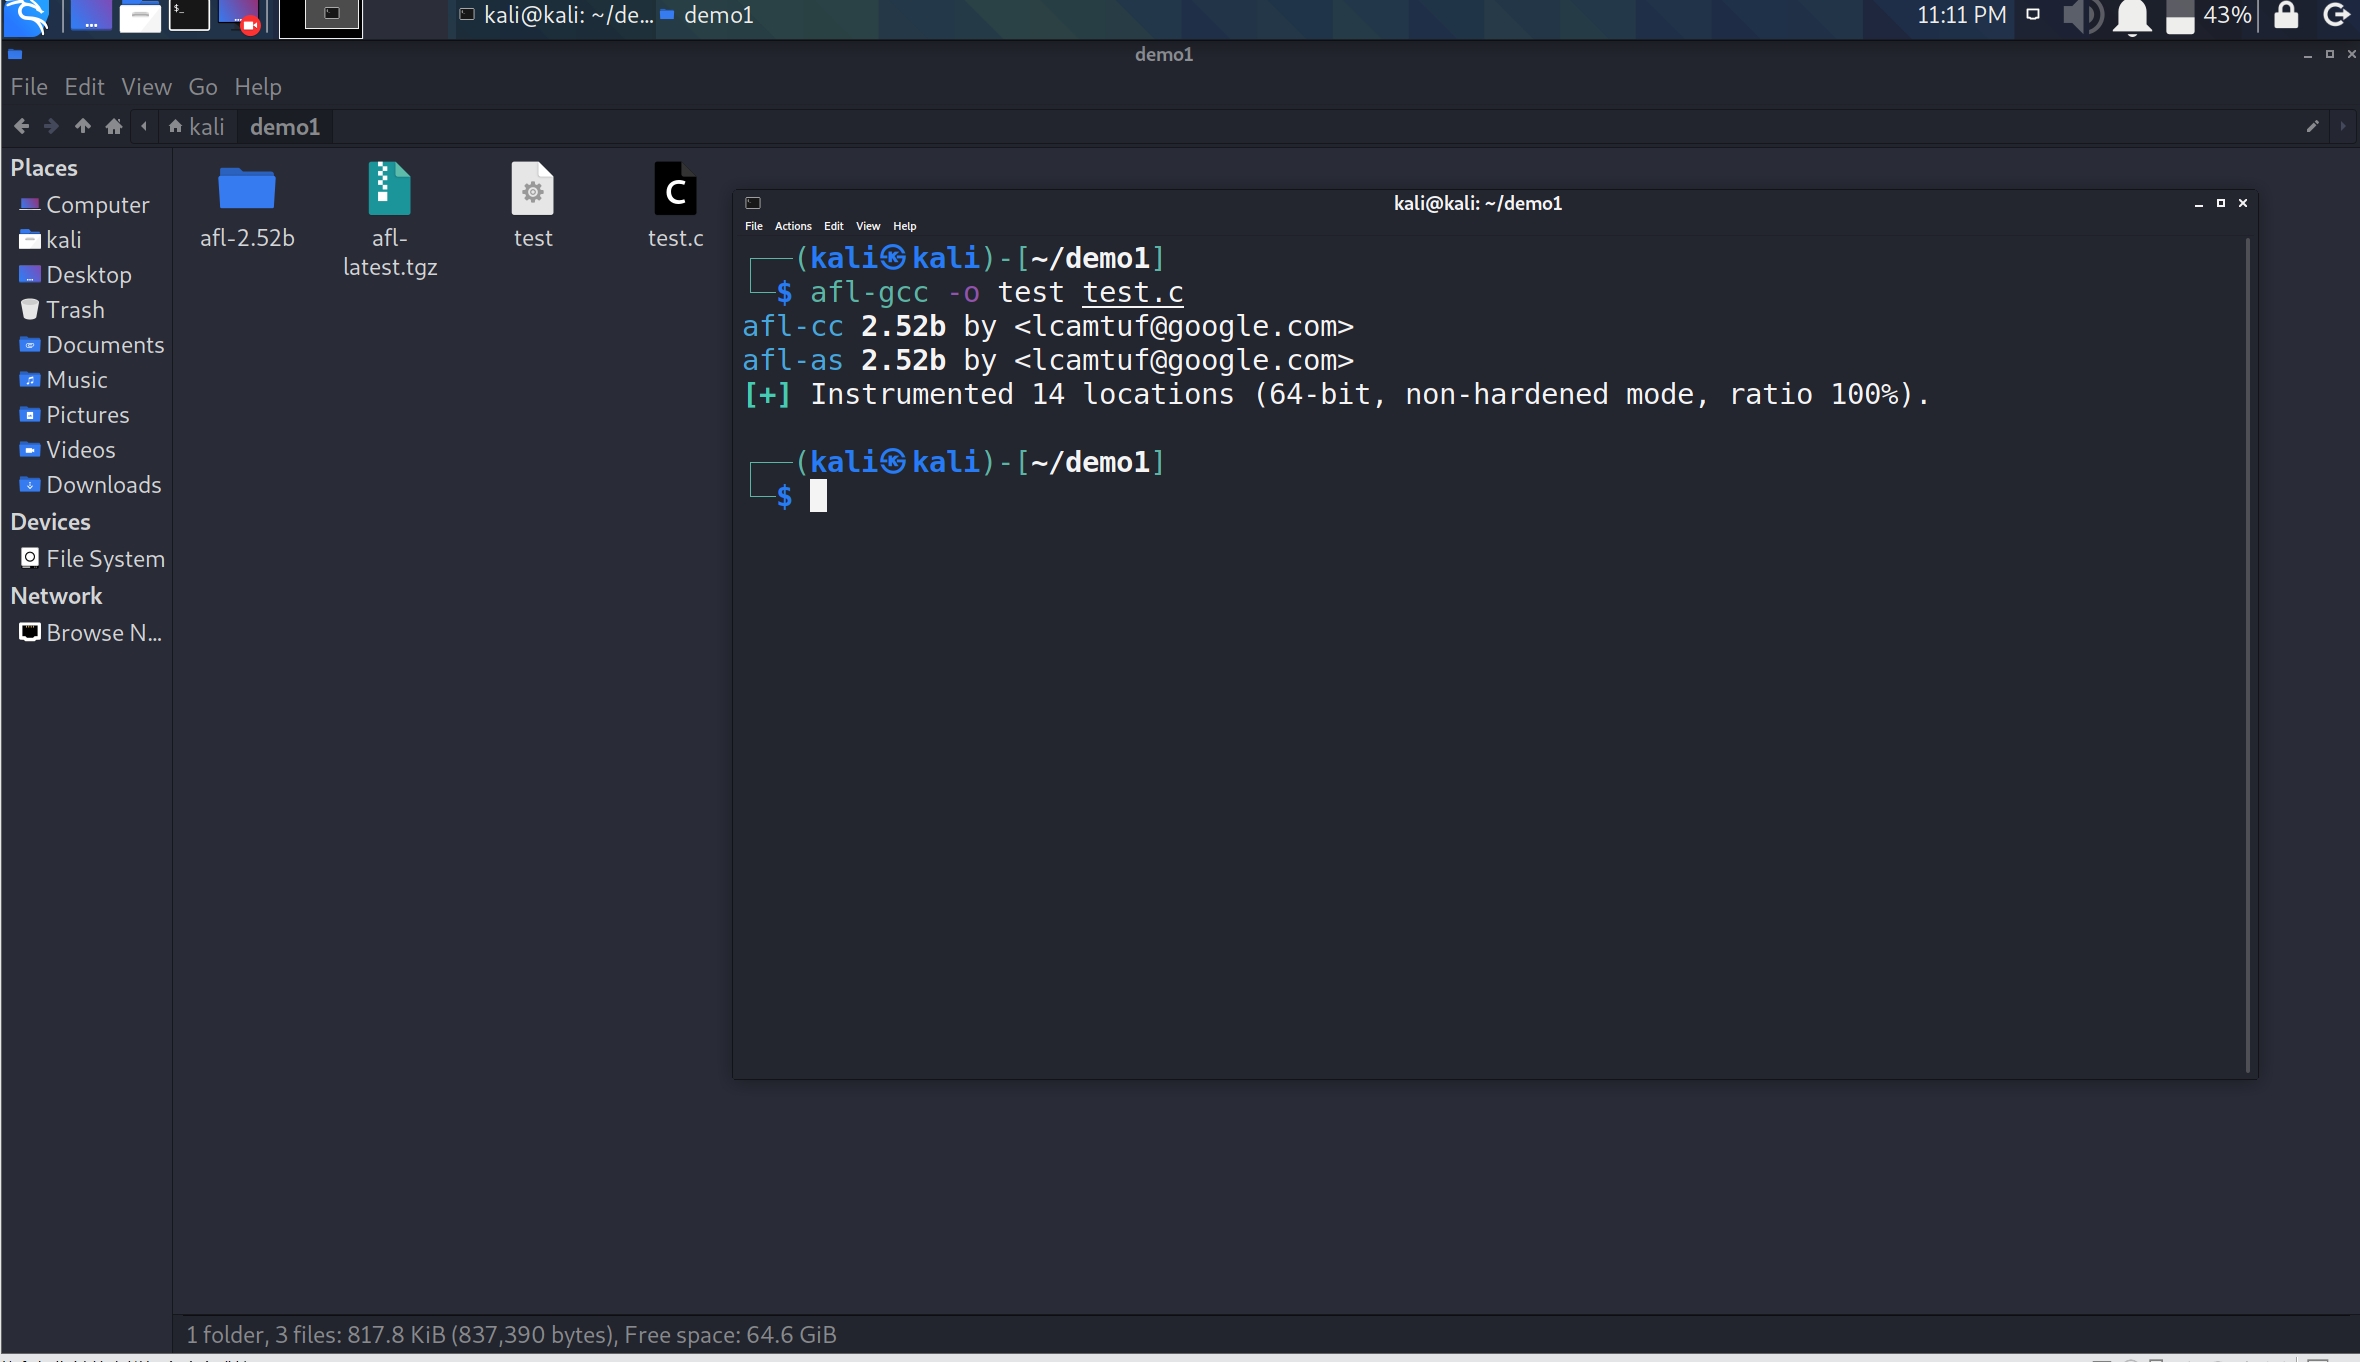 kali@kali: ~/de... demo1 11:11 PM 43%
demo1
File Edit View Go Help
kali demo1
Places
Computer
kali
Desktop
Trash
Documents
Music
Pictures
Videos
Downloads
Devices
File System
Network
Browse N...
afl-2.52b
afl-
latest.tgz
test
C
test.c
kali@kali: ~/demo1
File Actions Edit View Help
(kali㉿kali)-[~/demo1]
$ afl-gcc -o test test.c
afl-cc 2.52b by <lcamtuf@google.com>
afl-as 2.52b by <lcamtuf@google.com>
[+] Instrumented 14 locations (64-bit, non-hardened mode, ratio 100%).
(kali㉿kali)-[~/demo1]
$
1 folder, 3 files: 817.8 KiB (837,390 bytes), Free space: 64.6 GiB